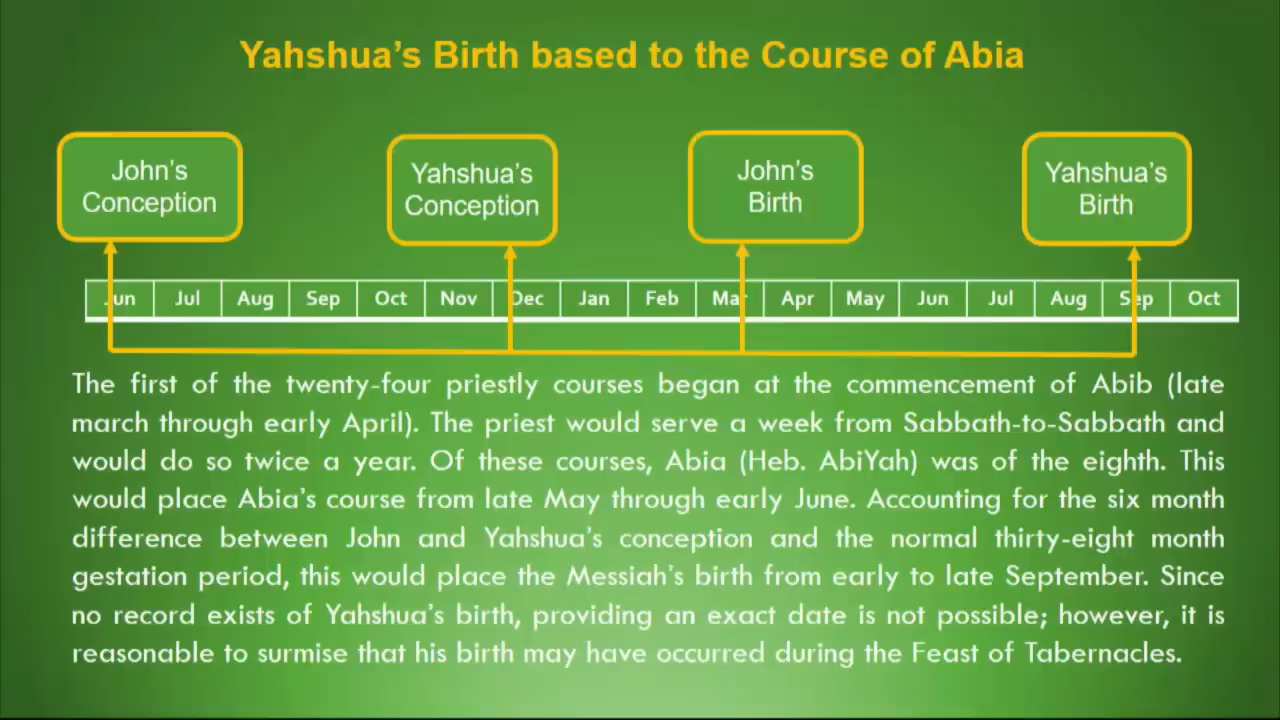 Yahshua’s Birth based to the Course of Abia
John’s
Conception
Yahshua’s
Conception
John’s
Birth
Yahshua’s
Birth
Jun Jul Aug Sep Oct Nov Dec Jan Feb Mar Apr May Jun Jul Aug Sep Oct
The first of the twenty-four priestly courses began at the commencement of Abib (late
march through early April). The priest would serve a week from Sabbath-to-Sabbath and
would do so twice a year. Of these courses, Abia (Heb. AbiYah) was of the eighth. This
would place Abia’s course from late May through early June. Accounting for the six month
difference between John and Yahshua’s conception and the normal thirty-eight month
gestation period, this would place the Messiah’s birth from early to late September. Since
no record exists of Yahshua’s birth, providing an exact date is not possible; however, it is
reasonable to surmise that his birth may have occurred during the Feast of Tabernacles.